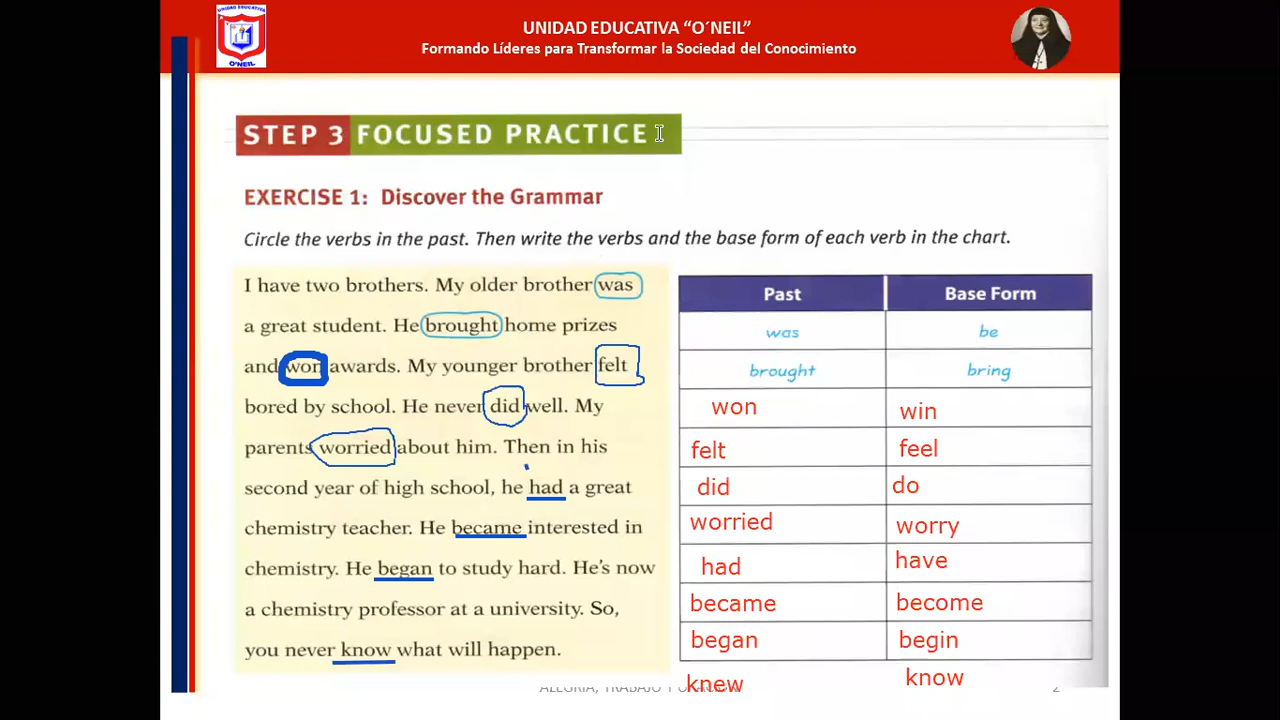 UNIDAD EDUCATIVA
O'NEIL
UNIDAD EDUCATIVA “O´NEIL”
Formando Líderes para Transformar la Sociedad del Conocimiento
STEP 3 FOCUSED PRACTICE
EXERCISE 1: Discover the Grammar
Circle the verbs in the past. Then write the verbs and the base form of each verb in the chart.
I have two brothers. My older brother was
a great student. He brought home prizes
and won awards. My younger brother felt
bored by school. He never did well. My
parents worried about him. Then in his
second year of high school, he had a great
chemistry teacher. He became interested in
chemistry. He began to study hard. He's now
a chemistry professor at a university. So,
you never know what will happen.
Past Base Form
was be
brought bring
won win
felt feel
did do
worried worry
had have
became become
began begin
knew know
ALEGRÍA, TRABAJO Y 2